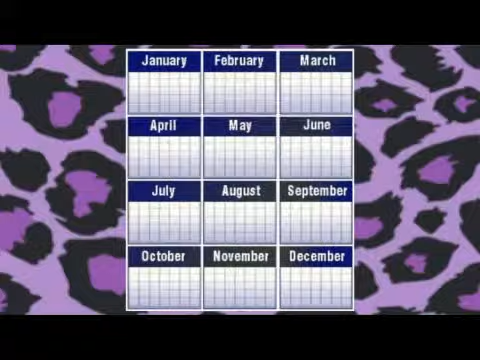 January February March
April May June
July August September
October November December